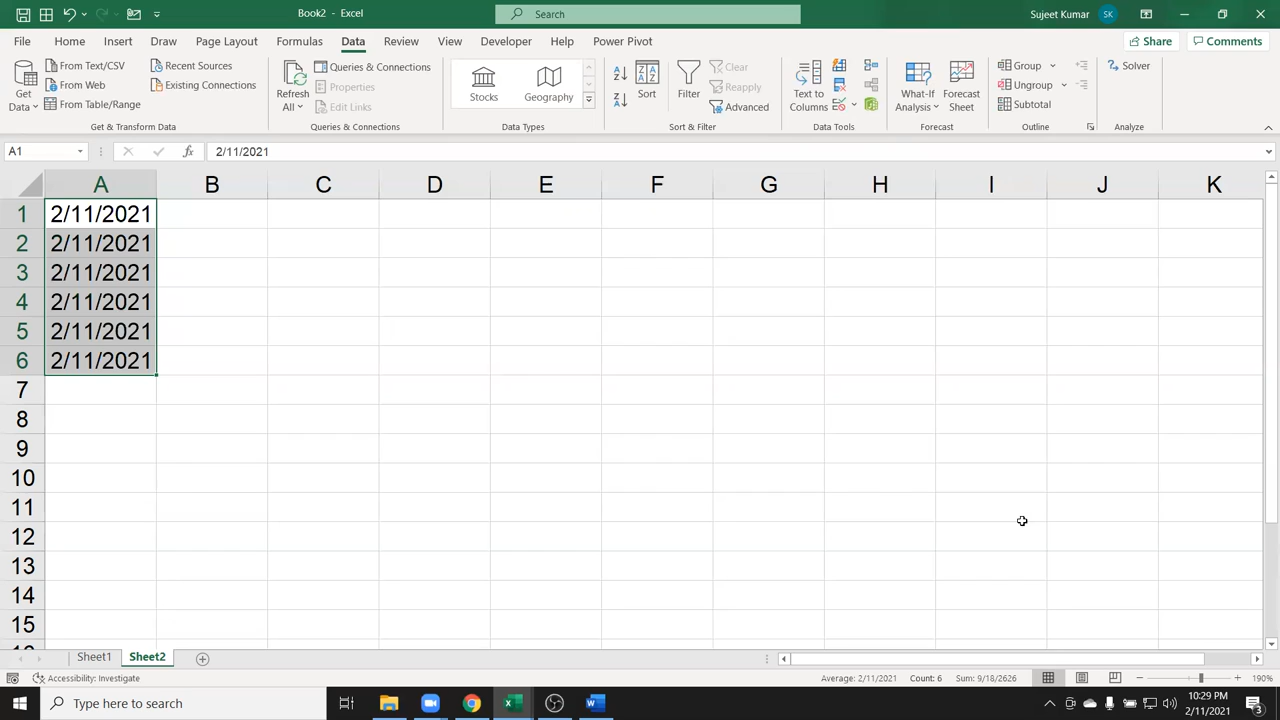 Book2 - Excel
Search
Sujeet Kumar
SK
File Home Insert Draw Page Layout Formulas Data Review View Developer Help Power Pivot
Share
Comments
Get Data
From Text/CSV
From Web
From Table/Range
Recent Sources
Existing Connections
Get & Transform Data
Refresh All
Queries & Connections
Properties
Edit Links
Queries & Connections
Stocks
Geography
Data Types
Sort
Filter
Clear
Reapply
Advanced
Sort & Filter
Text to Columns
Data Tools
What-If Analysis
Forecast Sheet
Forecast
Group
Ungroup
Subtotal
Outline
Solver
Analyze
A1
fx
2/11/2021
A B C D E F G H I J K
1 2/11/2021
2 2/11/2021
3 2/11/2021
4 2/11/2021
5 2/11/2021
6 2/11/2021
7
8
9
10
11
12
13
14
15
Sheet1 Sheet2
Accessibility: Investigate
Average: 2/11/2021 Count: 6 Sum: 9/18/2626
190%
Type here to search
10:29 PM
2/11/2021
3